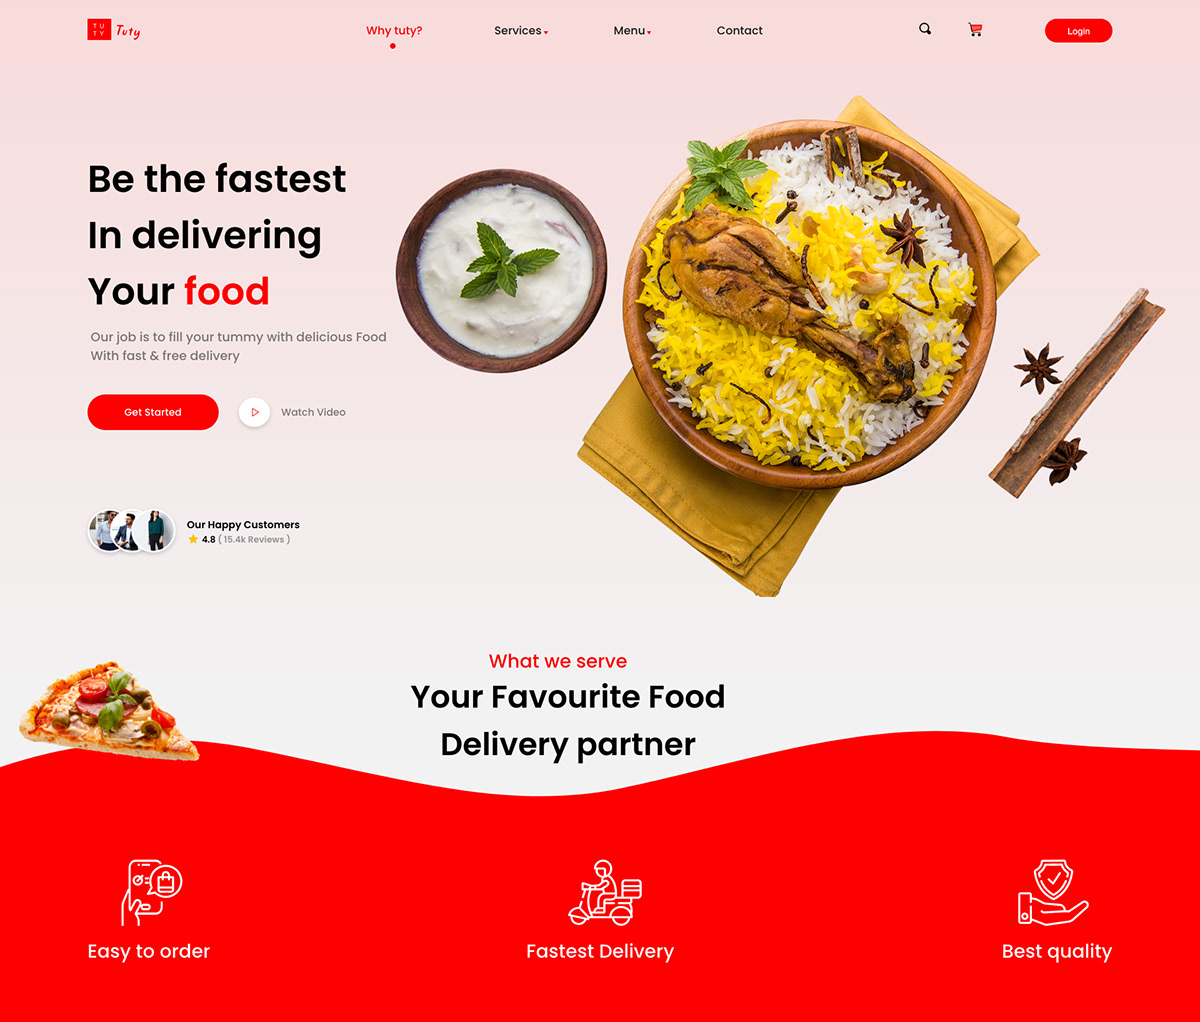 TU
TY
Tuty
Why tuty?
Services
Menu
Contact
Login
Be the fastest
In delivering
Your food
Our job is to fill your tummy with delicious Food
With fast & free delivery
Get Started
Watch Video
Our Happy Customers
4.8 ( 15.4k Reviews )
What we serve
Your Favourite Food
Delivery partner
Easy to order
Fastest Delivery
Best quality